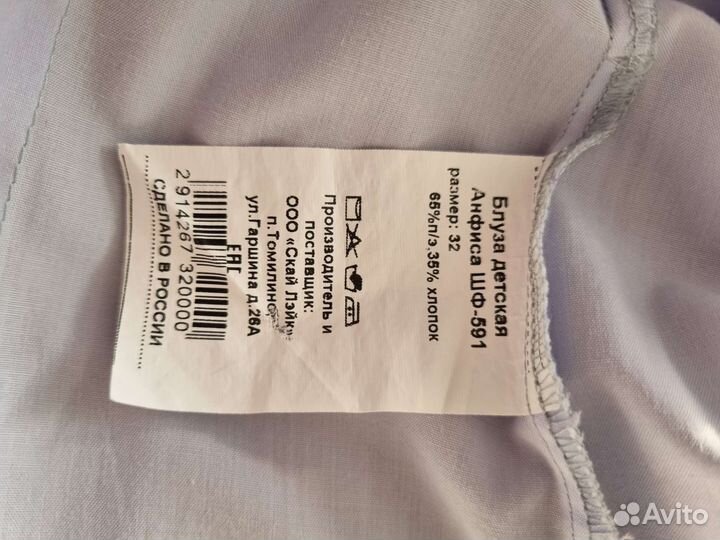 Блуза детская
Анфиса ШФ-591
размер: 32
65%п/э,35% хлопок
Производитель и
поставщик:
ООО «Скай Лэйк»
п.Томилино,
ул.Гаршина д.26А
ЕАС
2 914267 320000
СДЕЛАНО В РОССИИ
Avito